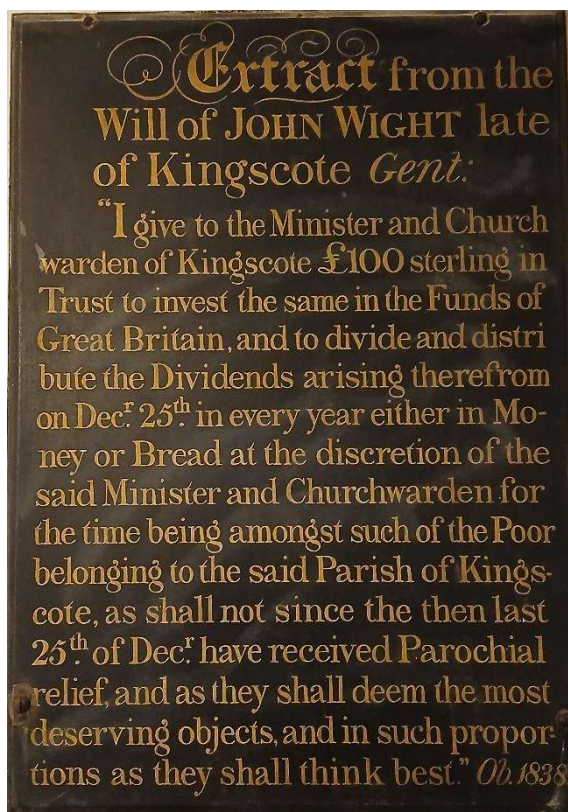 Extract from the
Will of JOHN WIGHT late
of Kingscote Gent:
"I give to the Minister and Church
warden of Kingscote £100 sterling in
Trust to invest the same in the Funds of
Great Britain, and to divide and distri
bute the Dividends arising therefrom
on Decr. 25th. in every year either in Mo-
ney or Bread at the discretion of the
said Minister and Churchwarden for
the time being amongst such of the Poor
belonging to the said Parish of Kings-
cote, as shall not since the then last
25th. of Decr. have received Parochial
relief, and as they shall deem the most
deserving objects, and in such propor-
tions as they shall think best." Ob. 1838